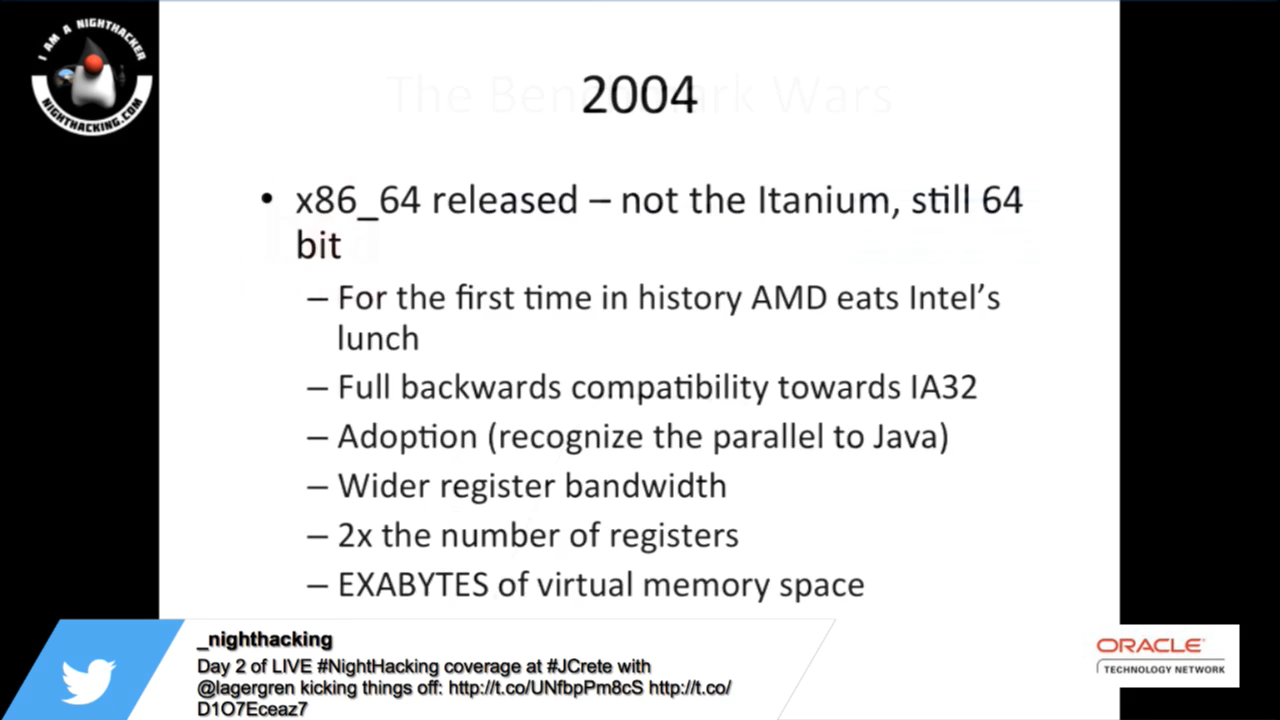 I AM A NIGHTHACKER
NIGHTHACKING.COM
The Benchmark Wars
2004
• x86_64 released – not the Itanium, still 64
bit
– For the first time in history AMD eats Intel’s
lunch
– Full backwards compatibility towards IA32
– Adoption (recognize the parallel to Java)
– Wider register bandwidth
– 2x the number of registers
– EXABYTES of virtual memory space
_nighthacking
Day 2 of LIVE #NightHacking coverage at #JCrete with
@lagergren kicking things off: http://t.co/UNfbpPm8cS http://t.co/
D1O7Eceaz7
ORACLE
TECHNOLOGY NETWORK